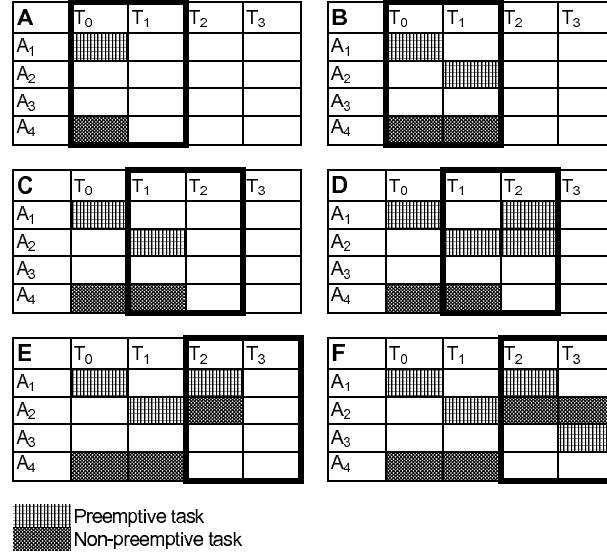 A T0 T1 T2 T3
A1
A2
A3
A4
B T0 T1 T2 T3
A1
A2
A3
A4
C T0 T1 T2 T3
A1
A2
A3
A4
D T0 T1 T2 T3
A1
A2
A3
A4
E T0 T1 T2 T3
A1
A2
A3
A4
F T0 T1 T2 T3
A1
A2
A3
A4
Preemptive task
Non-preemptive task